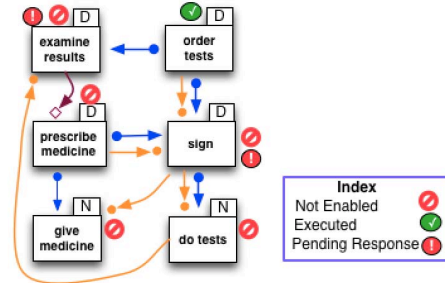 D
D
examine
results
order
tests
D
D
prescribe
medicine
sign
N
N
give
medicine
do tests
Index
Not Enabled
Executed
Pending Response